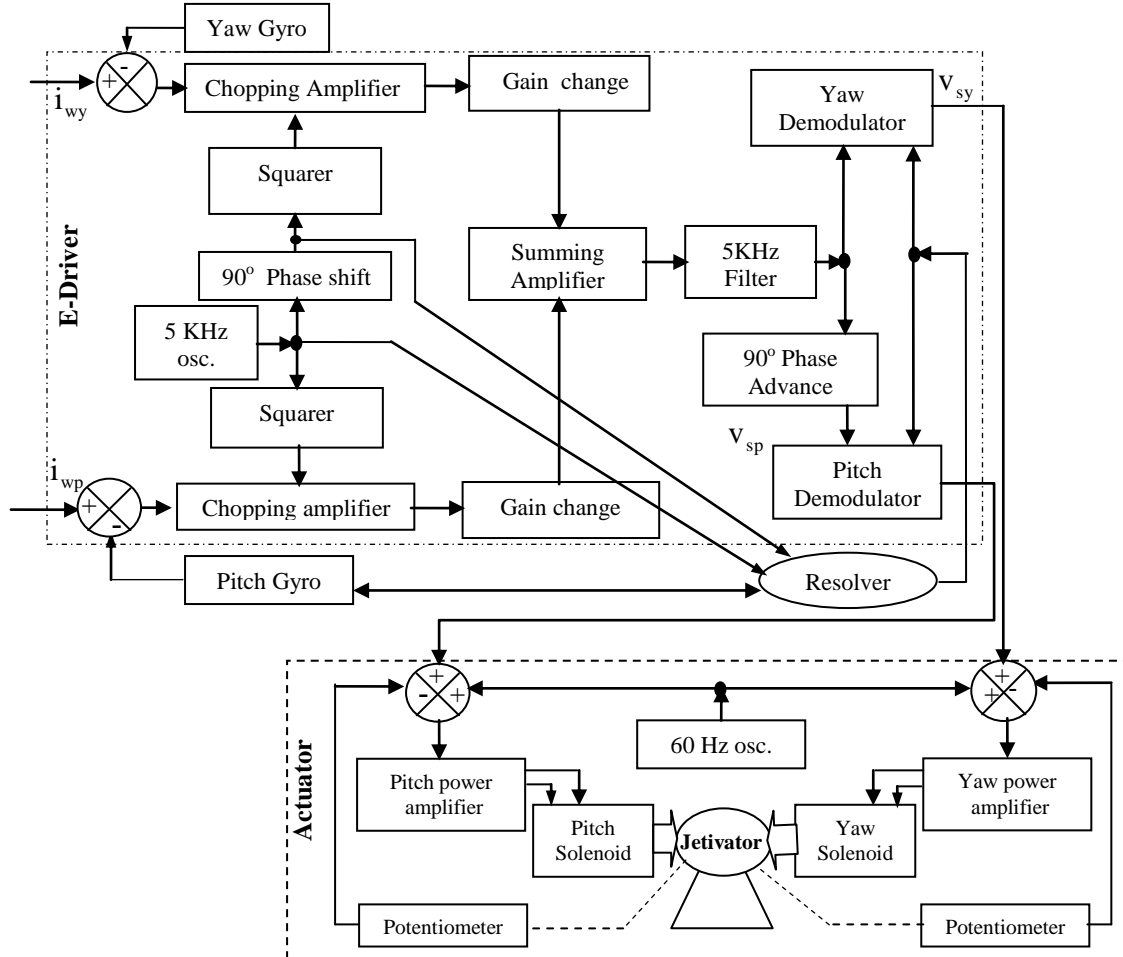 Yaw Gyro
-
+
i_wy
Chopping Amplifier
Gain change
Yaw
Demodulator
v_sy
Squarer
E-Driver
90° Phase shift
Summing
Amplifier
5KHz
Filter
5 KHz
osc.
90° Phase
Advance
Squarer
v_sp
i_wp
+
-
Chopping amplifier
Gain change
Pitch
Demodulator
Pitch Gyro
Resolver
Actuator
+
-
+
+
+
-
60 Hz osc.
Pitch power
amplifier
Yaw power
amplifier
Pitch
Solenoid
Jetivator
Yaw
Solenoid
Potentiometer
Potentiometer